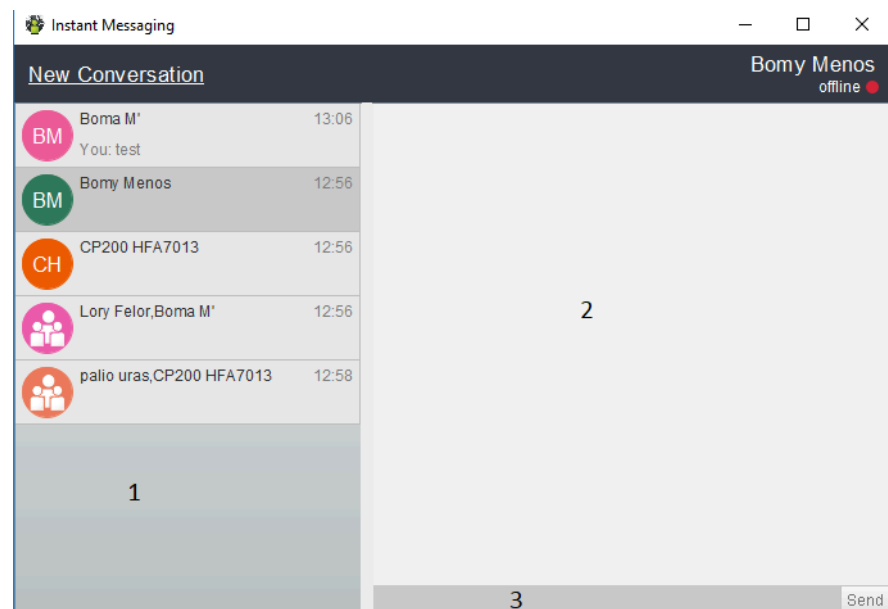 Instant Messaging
New Conversation
Bomy Menos
offline
BM
Boma M'
13:06
You: test
BM
Bomy Menos
12:56
CH
CP200 HFA7013
12:56
Lory Felor,Boma M'
12:56
palio uras,CP200 HFA7013
12:58
1
2
3
Send